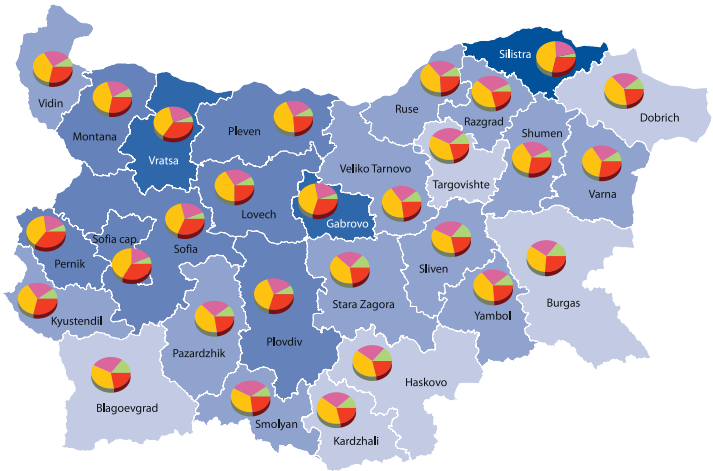 Silistra
Vidin
Ruse
Dobrich
Razgrad
Montana
Pleven
Shumen
Vratsa
Veliko Tarnovo
Targovishte
Varna
Lovech
Gabrovo
Sofia cap.
Sofia
Pernik
Sliven
Burgas
Stara Zagora
Yambol
Kyustendil
Plovdiv
Pazardzhik
Haskovo
Blagoevgrad
Smolyan
Kardzhali